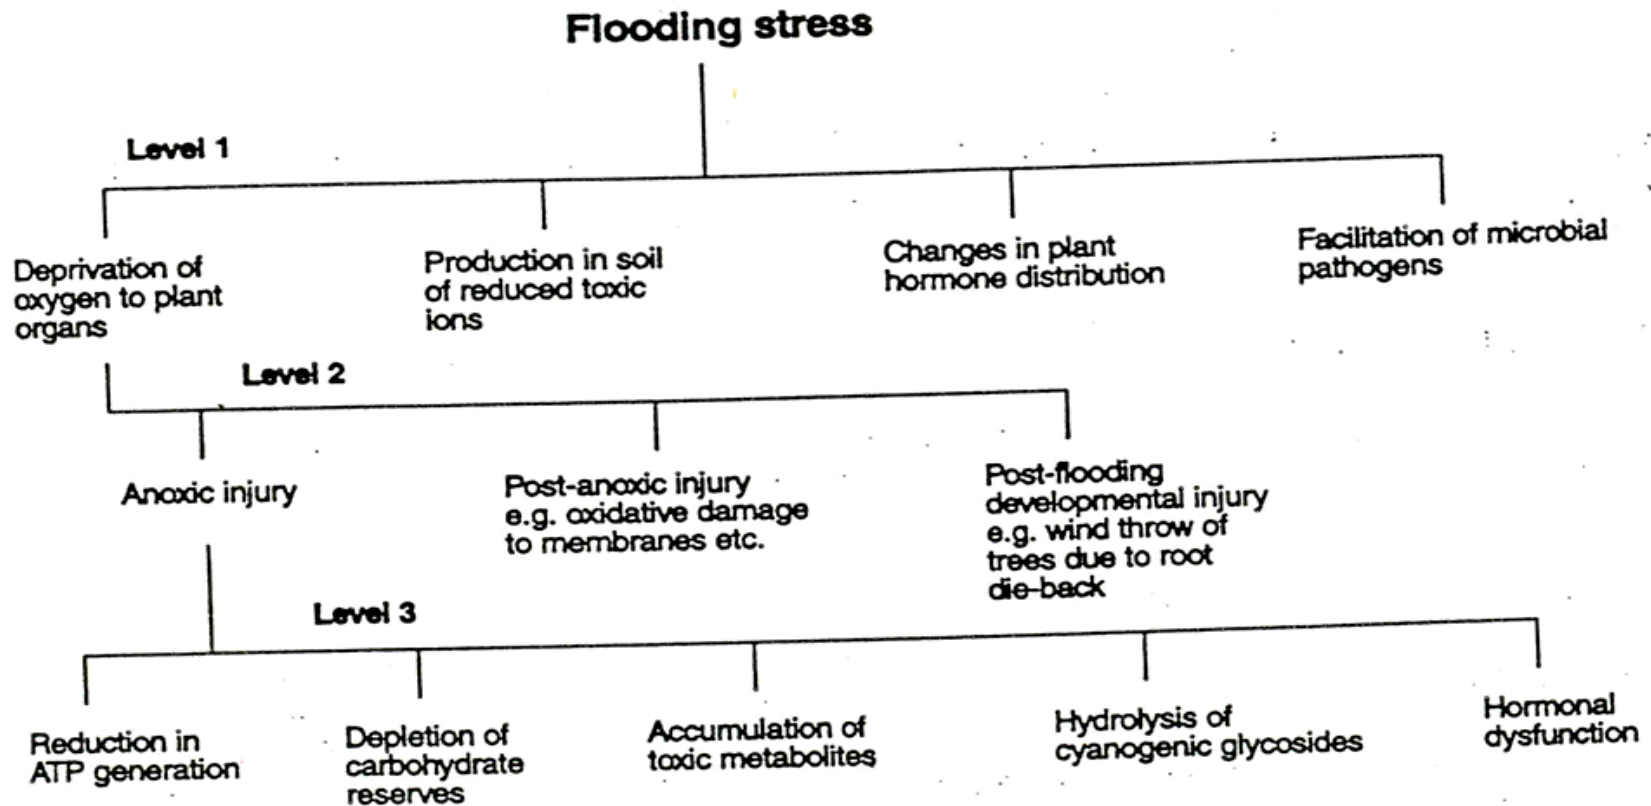 Flooding stress
Level 1
Deprivation of
oxygen to plant
organs
Production in soil
of reduced toxic
ions
Changes in plant
hormone distribution
Facilitation of microbial
pathogens
Level 2
Anoxic injury
Post-anoxic injury
e.g. oxidative damage
to membranes etc.
Post-flooding
developmental injury
e.g. wind throw of
trees due to root
die-back
Level 3
Reduction in
ATP generation
Depletion of
carbohydrate
reserves
Accumulation of
toxic metabolites
Hydrolysis of
cyanogenic glycosides
Hormonal
dysfunction